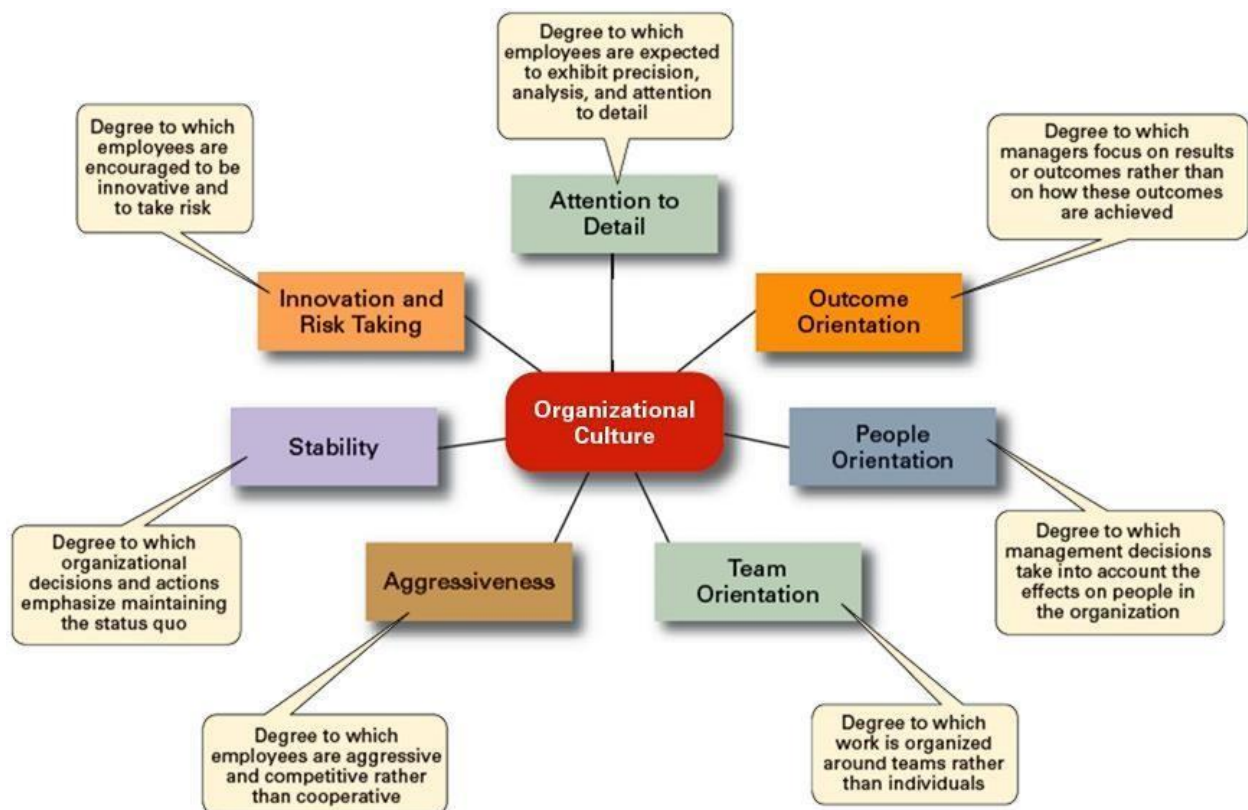 Degree to which
employees are expected
to exhibit precision,
analysis, and attention
to detail
Degree to which
employees are
encouraged to be
innovative and
to take risk
Degree to which
managers focus on results
or outcomes rather than
on how these outcomes
are achieved
Attention to
Detail
Innovation and
Risk Taking
Outcome
Orientation
Organizational
Culture
Stability
People
Orientation
Degree to which
organizational
decisions and actions
emphasize maintaining
the status quo
Aggressiveness
Team
Orientation
Degree to which
management decisions
take into account the
effects on people in
the organization
Degree to which
employees are aggressive
and competitive rather
than cooperative
Degree to which
work is organized
around teams rather
than individuals